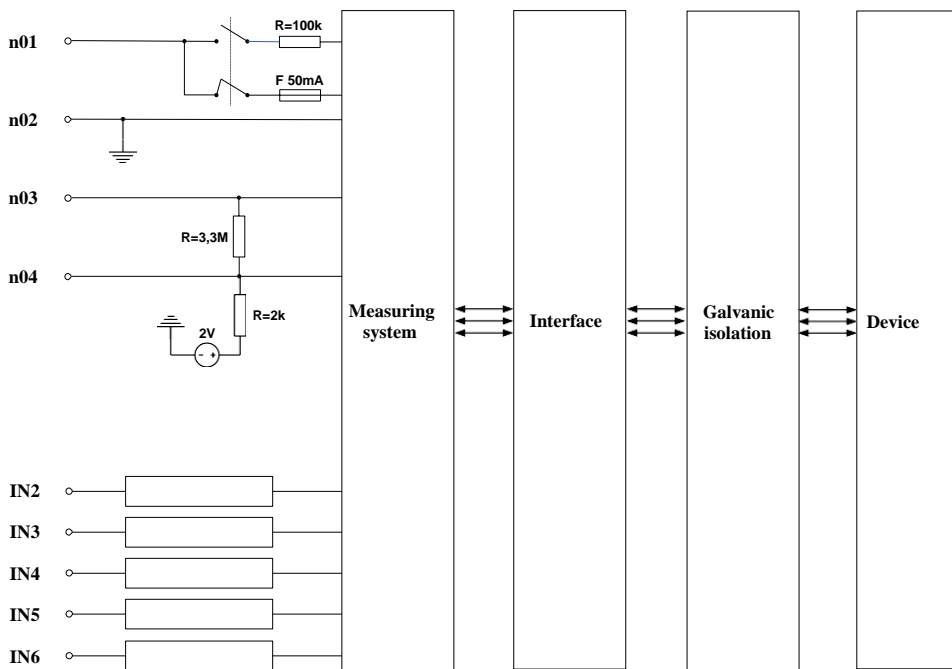 R=100k
n01
F 50mA
n02
n03
R=3,3M
n04
R=2k
2V
- +
Measuring
system
Interface
Galvanic
isolation
Device
IN2
IN3
IN4
IN5
IN6